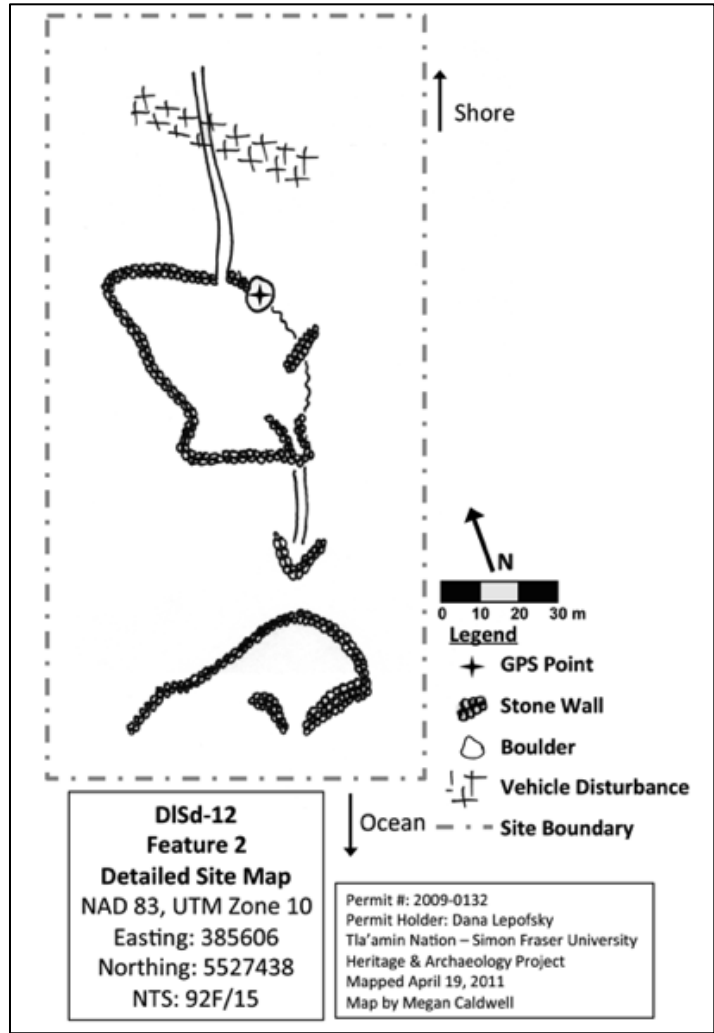 Shore
N
0 10 20 30 m
Legend
GPS Point
Stone Wall
Boulder
Vehicle Disturbance
Site Boundary
Ocean
DISd-12
Feature 2
Detailed Site Map
NAD 83, UTM Zone 10
Easting: 385606
Northing: 5527438
NTS: 92F/15
Permit #: 2009-0132
Permit Holder: Dana Lepofsky
Tla'amin Nation – Simon Fraser University
Heritage & Archaeology Project
Mapped April 19, 2011
Map by Megan Caldwell